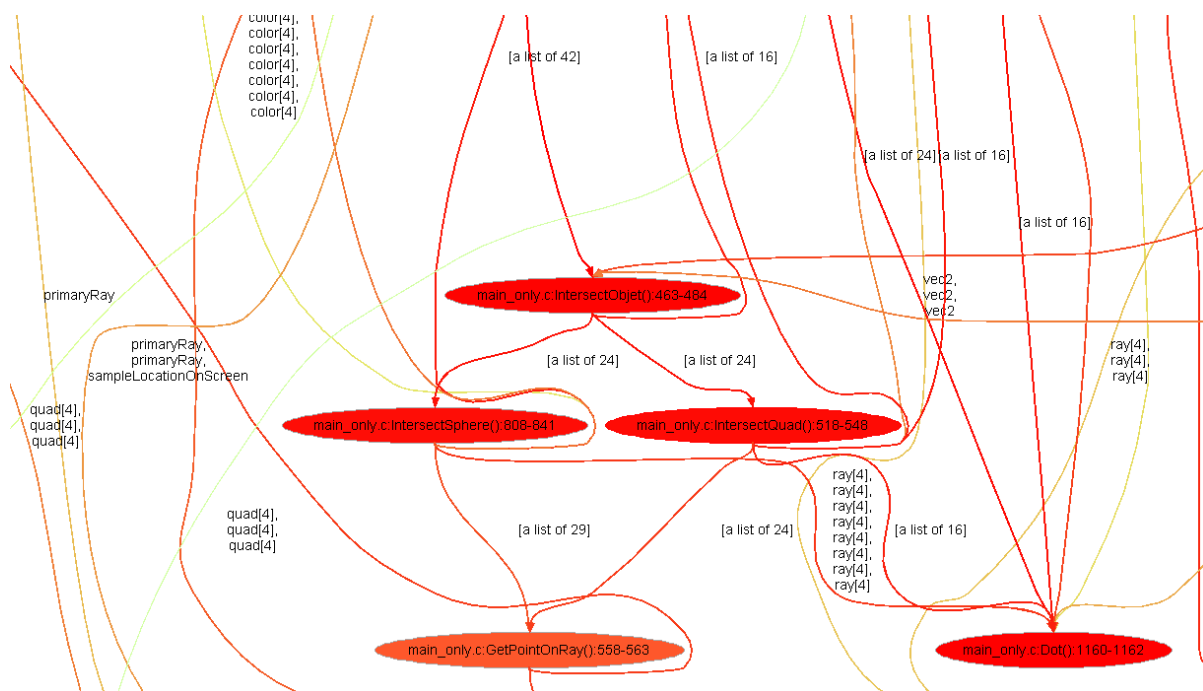 color[4],
color[4],
color[4],
color[4],
color[4],
color[4],
color[4]
[a list of 42]
[a list of 16]
[a list of 24]
[a list of 16]
[a list of 16]
primaryRay
main_only.c:IntersectObjet():463-484
vec2,
vec2,
vec2
primaryRay,
primaryRay,
sampleLocationOnScreen
[a list of 24]
[a list of 24]
ray[4],
ray[4],
ray[4]
quad[4],
quad[4],
quad[4]
main_only.c:IntersectSphere():808-841
main_only.c:IntersectQuad():518-548
quad[4],
quad[4],
quad[4]
[a list of 29]
[a list of 24]
ray[4],
ray[4],
ray[4],
ray[4],
ray[4],
ray[4],
ray[4],
ray[4]
[a list of 16]
main_only.c:GetPointOnRay():558-563
main_only.c:Dot():1160-1162